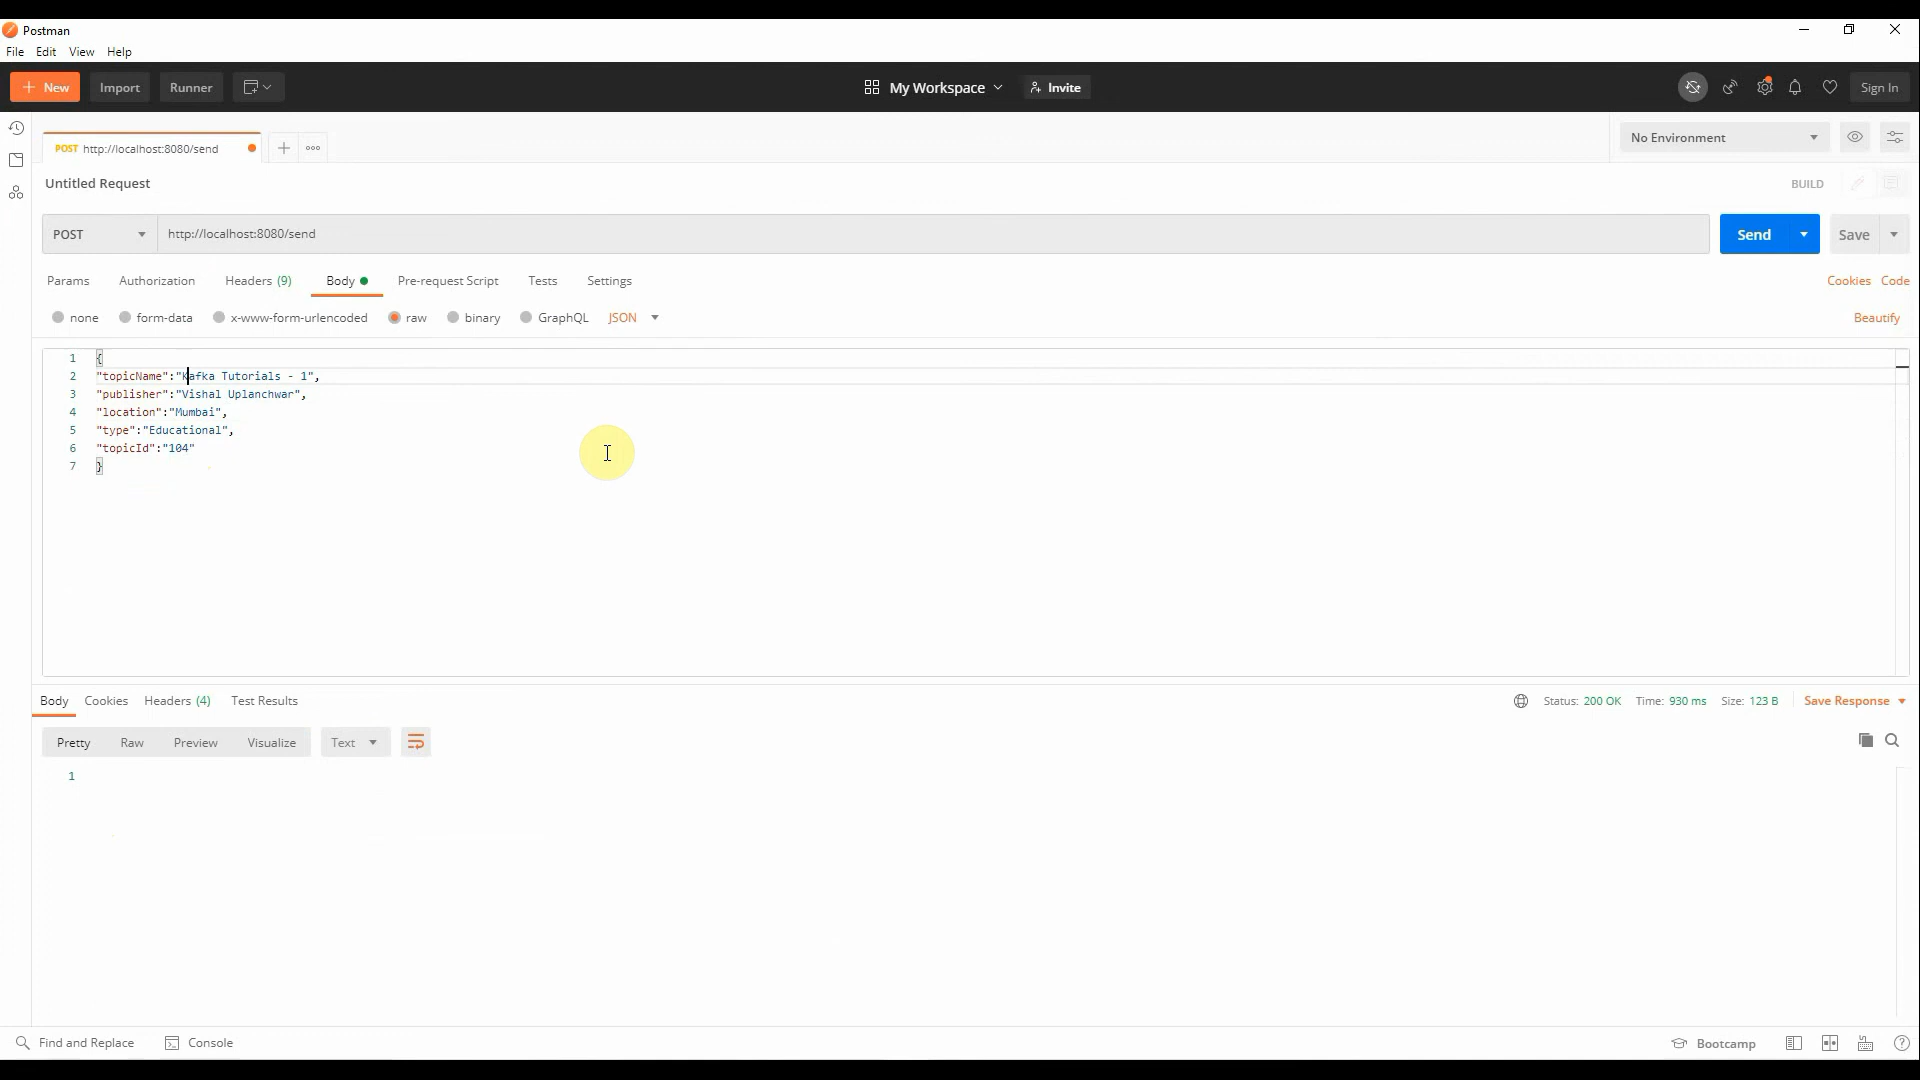 Postman
File Edit View Help
+ New Import Runner My Workspace Invite Sign In
POST http://localhost:8080/send No Environment
Untitled Request BUILD
POST http://localhost:8080/send Send Save
Params Authorization Headers (9) Body Pre-request Script Tests Settings Cookies Code
none form-data x-www-form-urlencoded raw binary GraphQL JSON Beautify
1 {
2 "topicName":"Kafka Tutorials - 1",
3 "publisher":"Vishal Uplanchwar",
4 "location":"Mumbai",
5 "type":"Educational",
6 "topicId":"104"
7 }
Body Cookies Headers (4) Test Results Status: 200 OK Time: 930 ms Size: 123 B Save Response
Pretty Raw Preview Visualize Text
1
Find and Replace Console Bootcamp